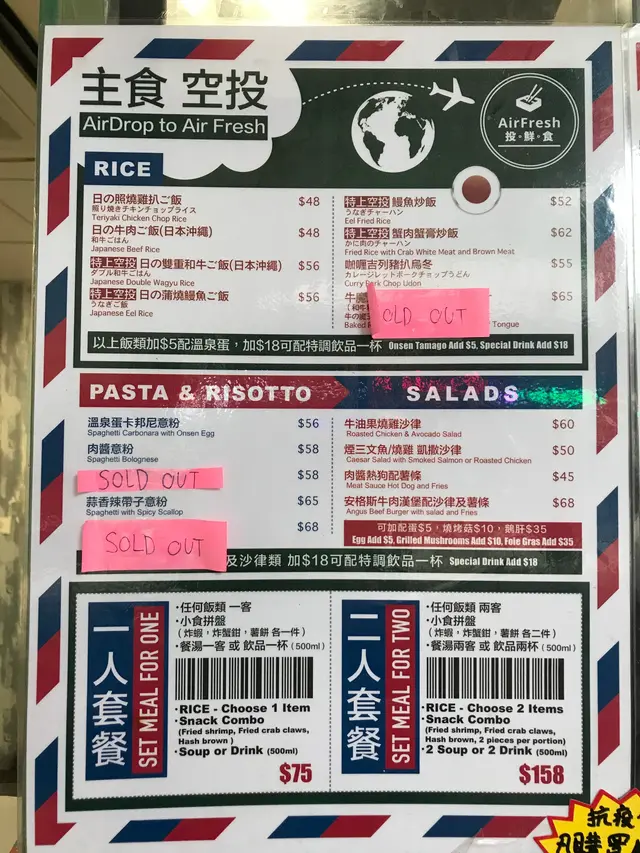 主食 空投
AirDrop to Air Fresh
AirFresh
投•鮮•食
RICE
日の照燒雞扒ご飯 $48
照り焼きチキンチョップライス
Teriyaki Chicken Chop Rice
日の牛肉ご飯(日本沖繩) $48
和牛ごはん
Japanese Beef Rice
特上空投 日の雙重和牛ご飯(日本沖繩) $56
ダブル和牛ごはん
Japanese Double Wagyu Rice
特上空投 日の蒲燒鰻魚ご飯 $56
うなぎご飯
Japanese Eel Rice
特上空投 鰻魚炒飯 $52
うなぎチャーハン
Eel Fried Rice
特上空投 蟹肉蟹膏炒飯 $62
かに肉のチャーハン
Fried Rice with Crab White Meat and Brown Meat
咖喱吉列豬扒烏冬 $55
カレージレットポークチョップうどん
Curry Pork Chop Udon
$65
OLD OUT
Baked Tongue
以上飯類加$5配溫泉蛋，加$18可配特調飲品一杯 Onsen Tamago Add $5, Special Drink Add $18
PASTA & RISOTTO
溫泉蛋卡邦尼意粉 $56
Spaghetti Carbonara with Onsen Egg
肉醬意粉 $58
Spaghetti Bolognese
SOLD OUT $58
蒜香辣帶子意粉 $65
Spaghetti with Spicy Scallop
SOLD OUT $68
SALADS
牛油果燒雞沙律 $60
Roasted Chicken & Avocado Salad
煙三文魚/燒雞 凱撒沙律 $50
Caesar Salad with Smoked Salmon or Roasted Chicken
肉醬熱狗配薯條 $45
Meat Sauce Hot Dog and Fries
安格斯牛肉漢堡配沙律及薯條 $68
Angus Beef Burger with salad and Fries
可加配蛋$5，燒烤菇$10，鵝肝$35
Egg Add $5, Grilled Mushrooms Add $10, Foie Gras Add $35
及沙律類 加$18可配特調飲品一杯 Special Drink Add $18
一人套餐
SET MEAL FOR ONE
•任何飯類 一客
•小食拼盤
(炸蝦，炸蟹鉗，薯餅 各一件)
•餐湯一客 或 飲品一杯 (500ml)
•RICE - Choose 1 Item
•Snack Combo
(Fried shrimp, Fried crab claws,
Hash brown )
•Soup or Drink (500ml)
$75
二人套餐
SET MEAL FOR TWO
•任何飯類 兩客
•小食拼盤
(炸蝦，炸蟹鉗，薯餅 各二件)
•餐湯兩客 或 飲品兩杯 (500ml)
•RICE - Choose 2 Items
•Snack Combo
(Fried shrimp, Fried crab claws,
Hash brown, 2 pieces per portion)
•2 Soup or 2 Drink (500ml)
$158
抗疫